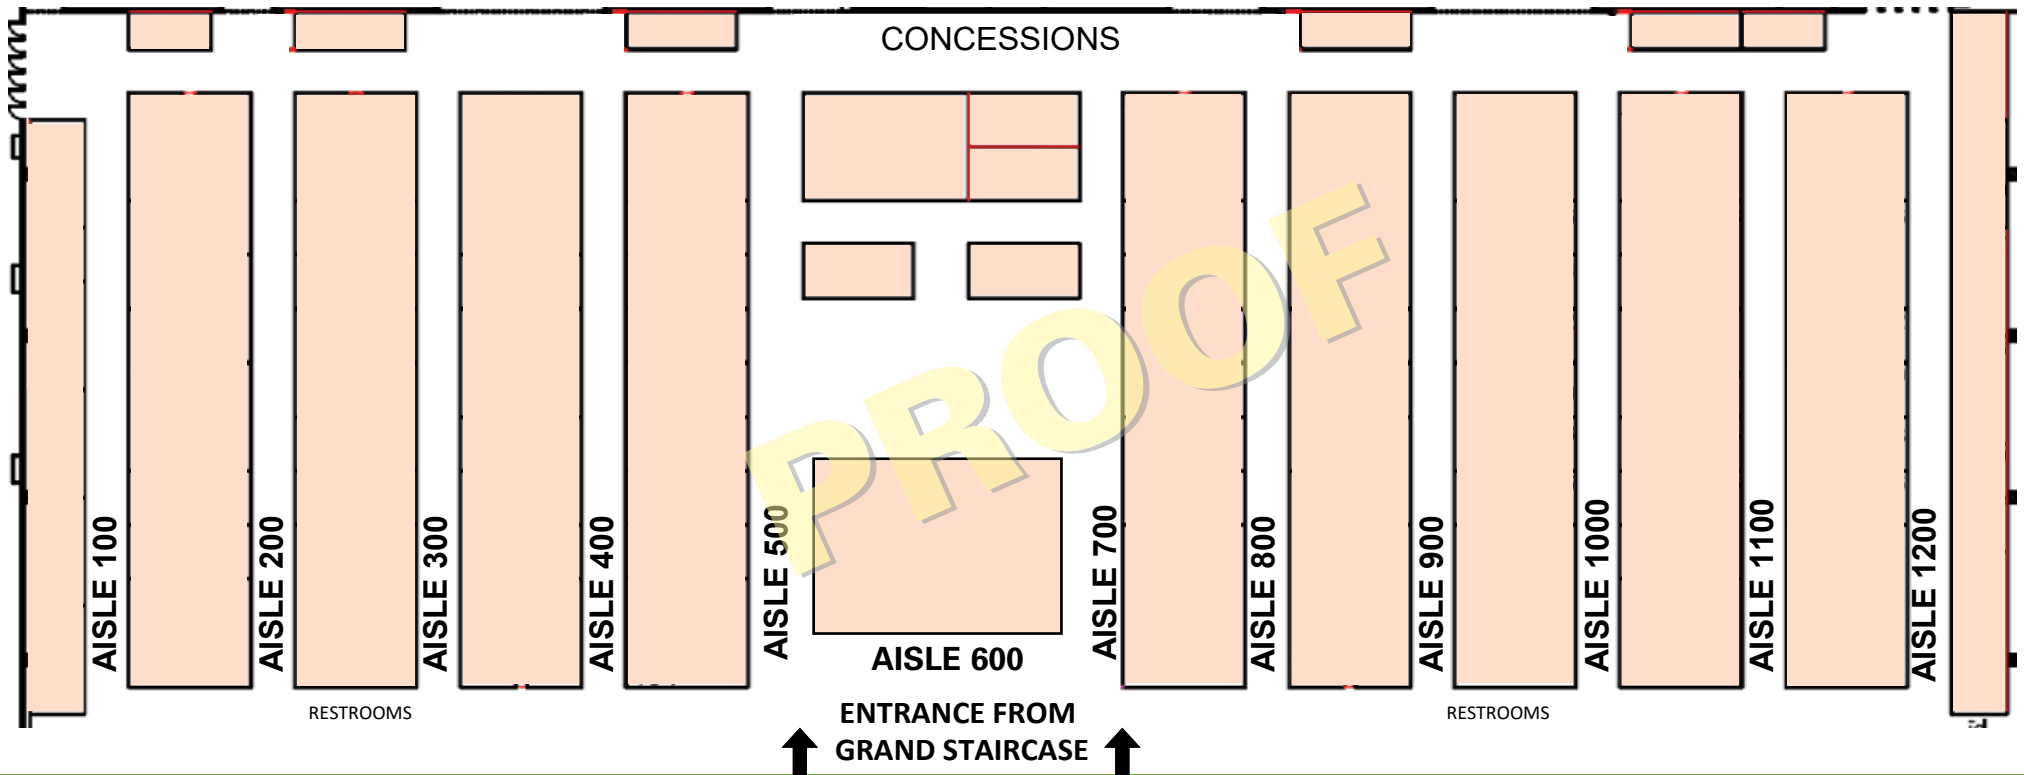 CONCESSIONS
PROOF
AISLE 100
AISLE 200
AISLE 300
AISLE 400
AISLE 500
AISLE 600
AISLE 700
AISLE 800
AISLE 900
AISLE 1000
AISLE 1100
AISLE 1200
RESTROOMS
ENTRANCE FROM
GRAND STAIRCASE
RESTROOMS